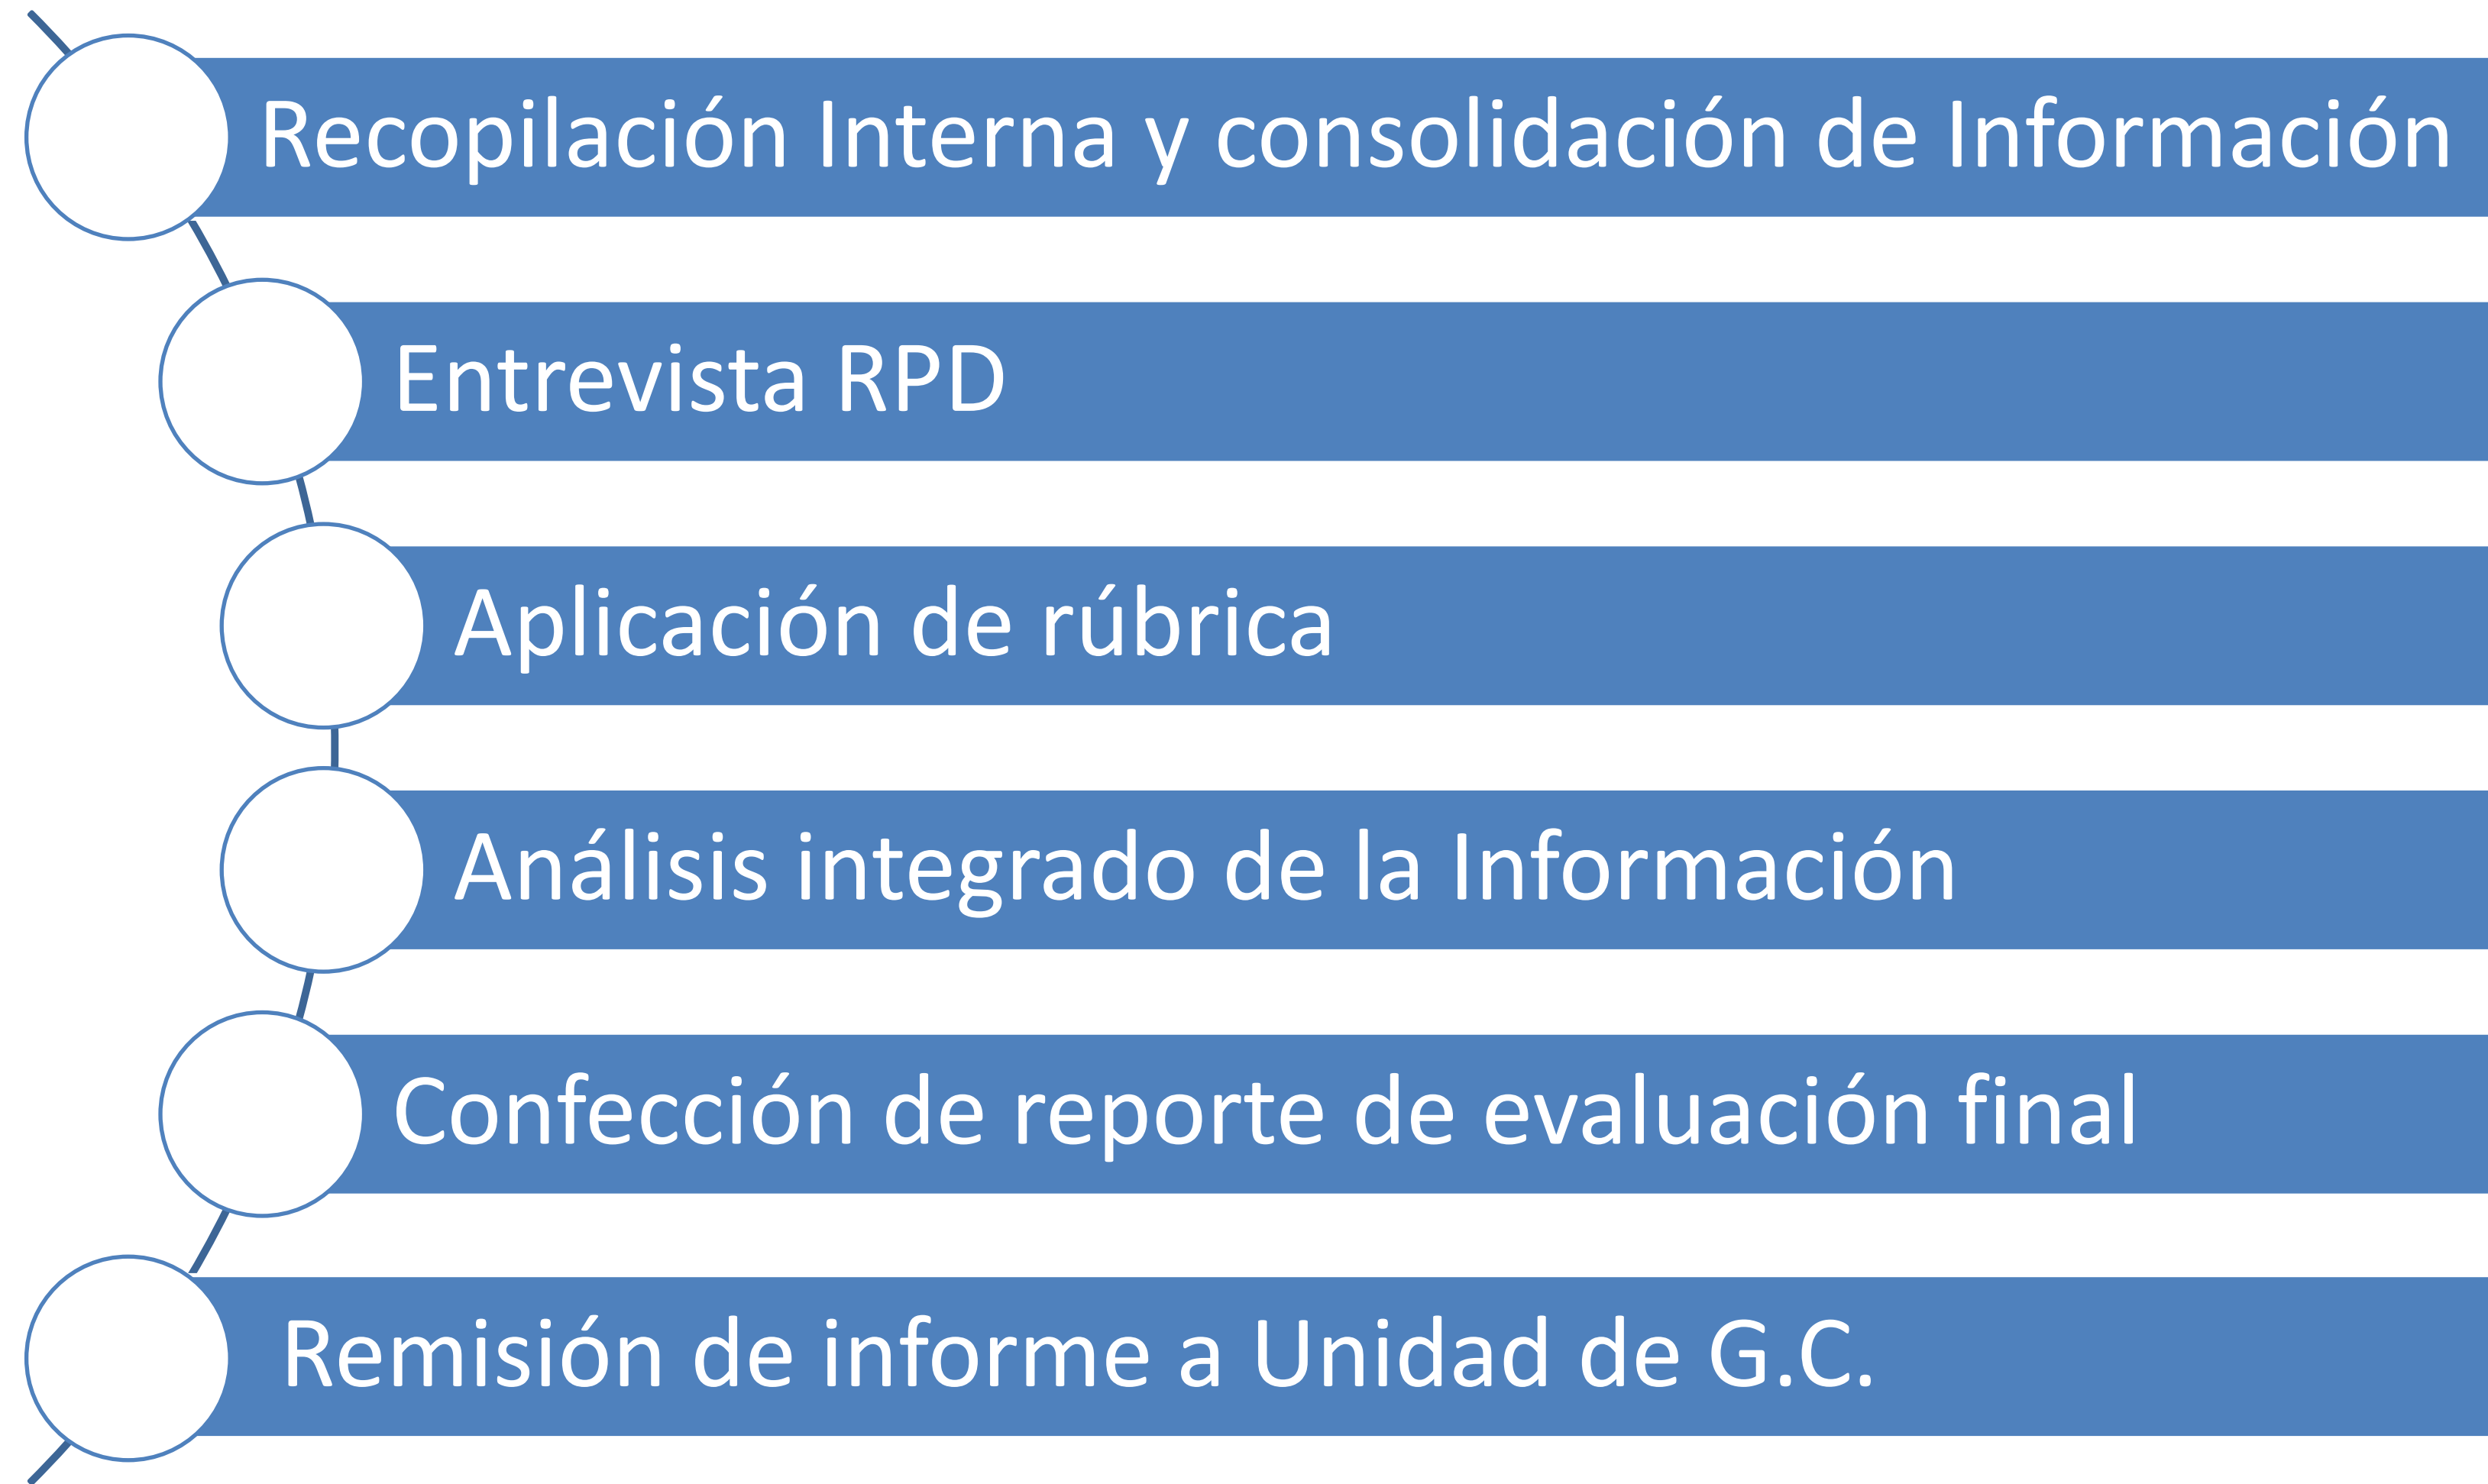 Recopilación Interna y consolidación de Información
Entrevista RPD
Aplicación de rúbrica
Análisis integrado de la Información
Confección de reporte de evaluación final
Remisión de informe a Unidad de G.C.